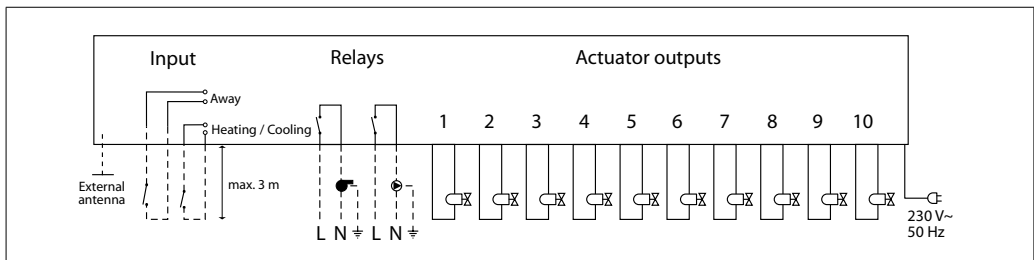 Input
Relays
Actuator outputs
Away
Heating / Cooling
1 2 3 4 5 6 7 8 9 10
External
antenna
max. 3 m
L N L N
230 V~
50 Hz